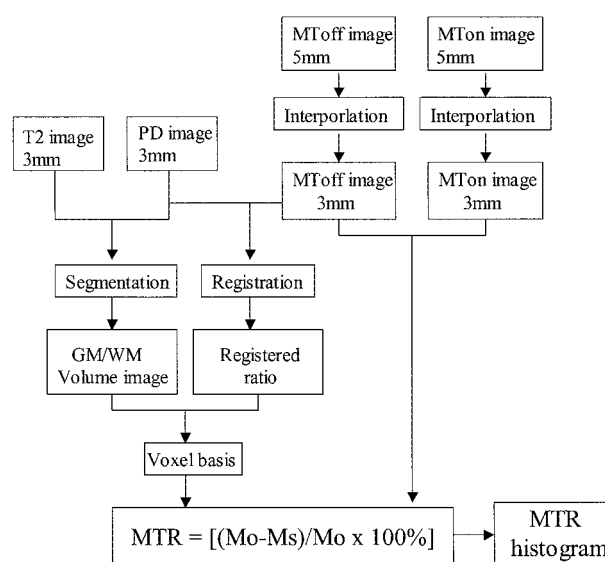 MToff image
5mm
MTon image
5mm
Interporlation
Interporlation
T2 image
3mm
PD image
3mm
MToff image
3mm
MTon image
3mm
Segmentation
Registration
GM/WM
Volume image
Registered
ratio
Voxel basis
MTR = [(Mo-Ms)/Mo x 100%]
MTR
histogram